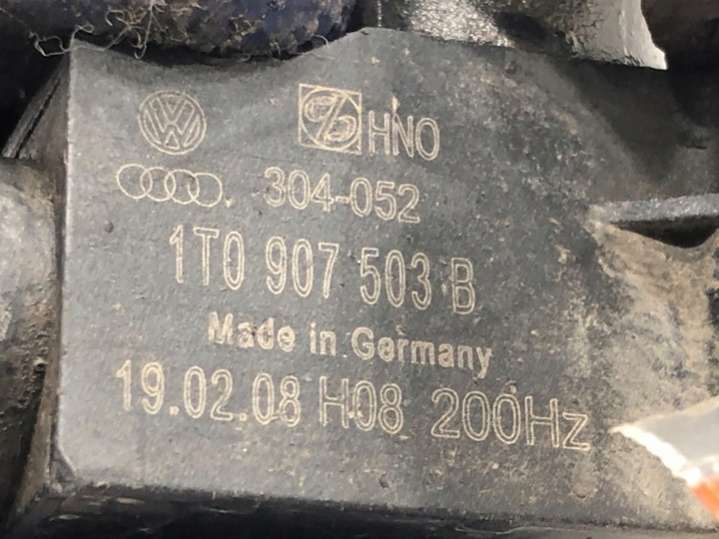 HNO
304-052
1T0 907 503 B
Made in Germany
19.02.08 H08 200Hz